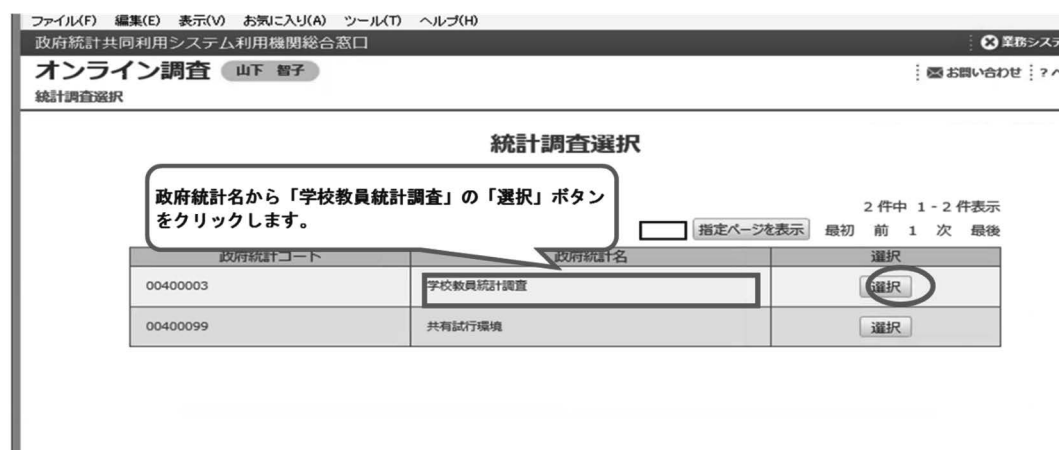 ファイル(F) 編集(E) 表示(V) お気に入り(A) ツール(T) ヘルプ(H)
政府統計共同利用システム利用機関総合窓口
業務システ
オンライン調査 山下 智子
お問い合わせ ?ヘ
統計調査選択
統計調査選択
政府統計名から「学校教員統計調査」の「選択」ボタン
をクリックします。
2 件中 1 - 2 件表示
指定ページを表示 最初 前 1 次 最後
政府統計コード 政府統計名 選択
00400003 学校教員統計調査 選択
00400099 共有試行環境 選択